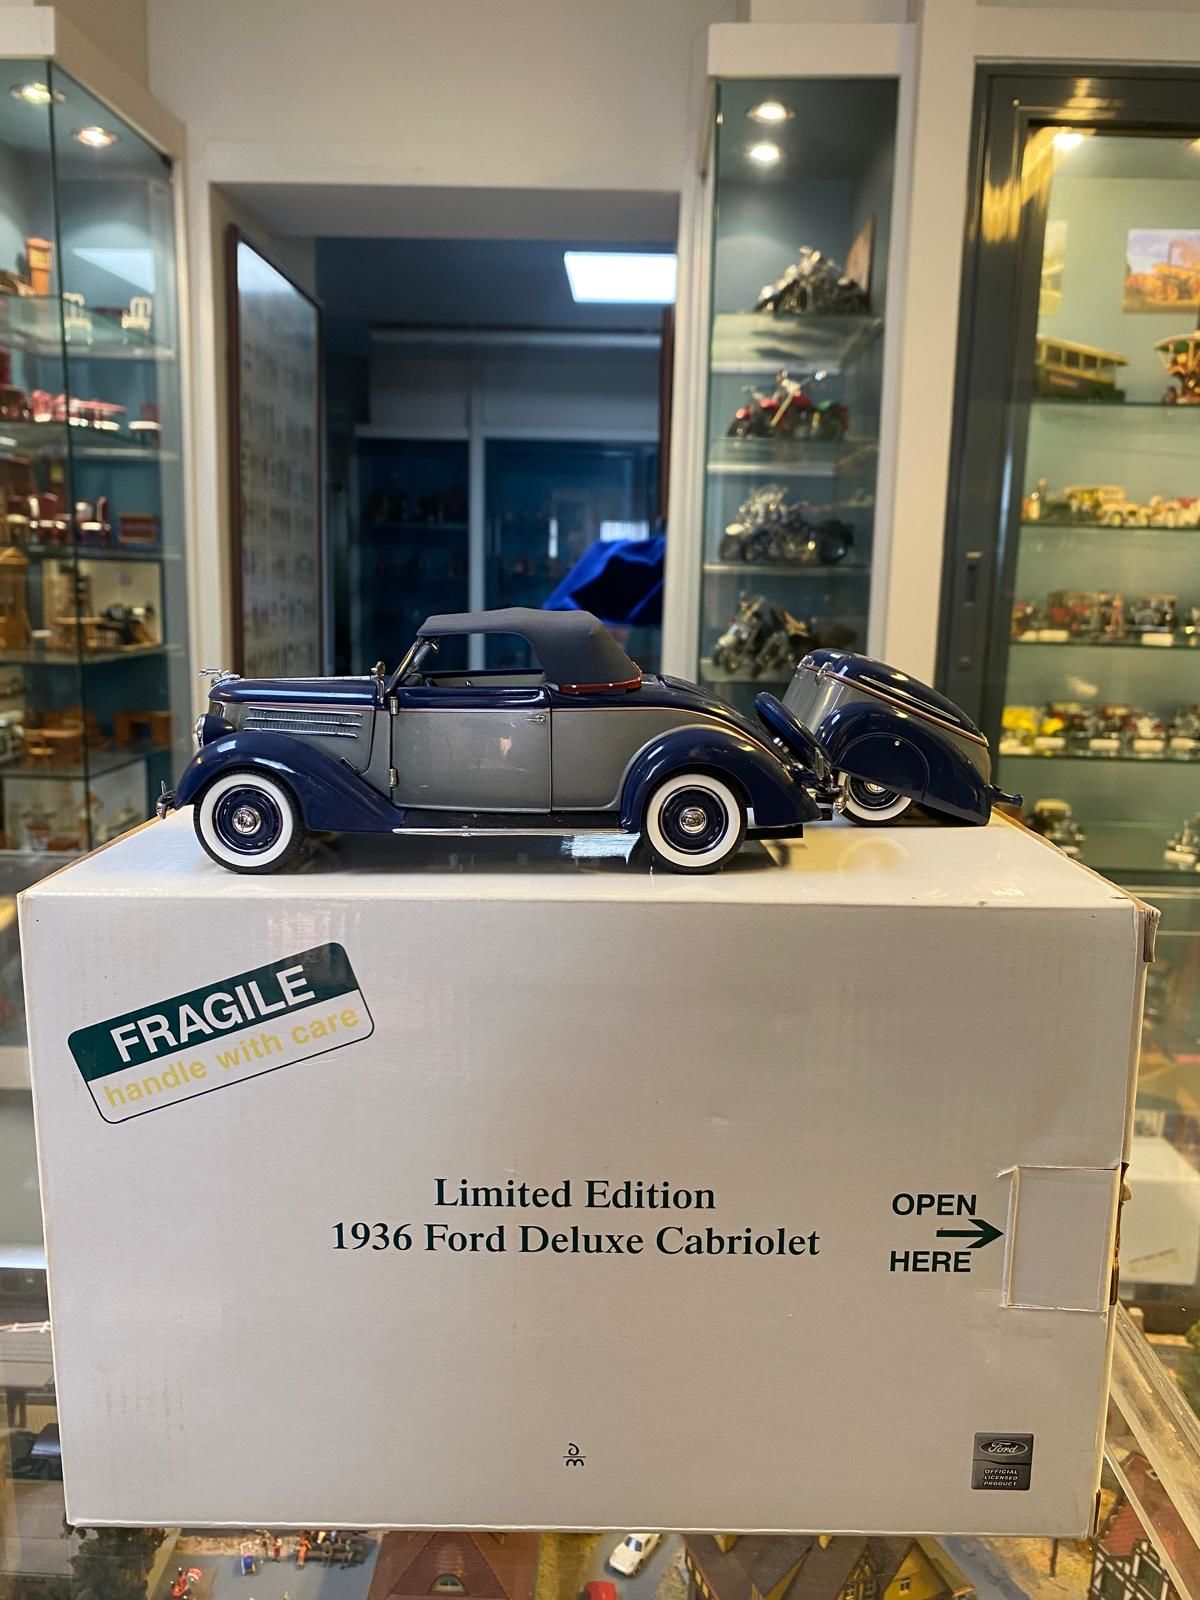 FRAGILE
handle with care
Limited Edition
1936 Ford Deluxe Cabriolet
OPEN
HERE
Ford
OFFICIAL
LICENSED
PRODUCT